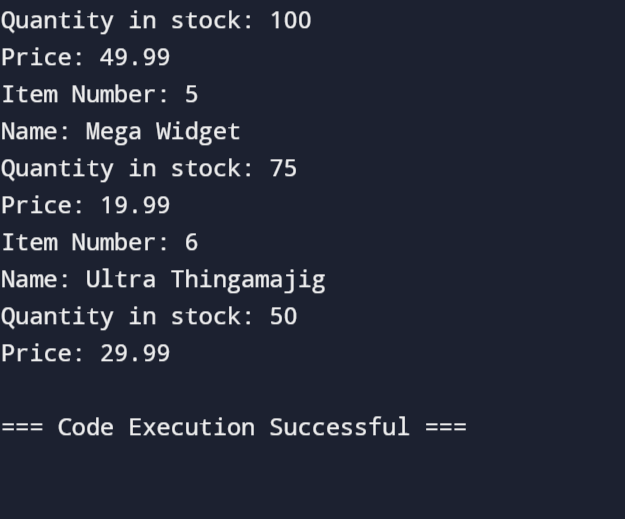 Quantity in stock: 100
Price: 49.99
Item Number: 5
Name: Mega Widget
Quantity in stock: 75
Price: 19.99
Item Number: 6
Name: Ultra Thingamajig
Quantity in stock: 50
Price: 29.99
=== Code Execution Successful ===